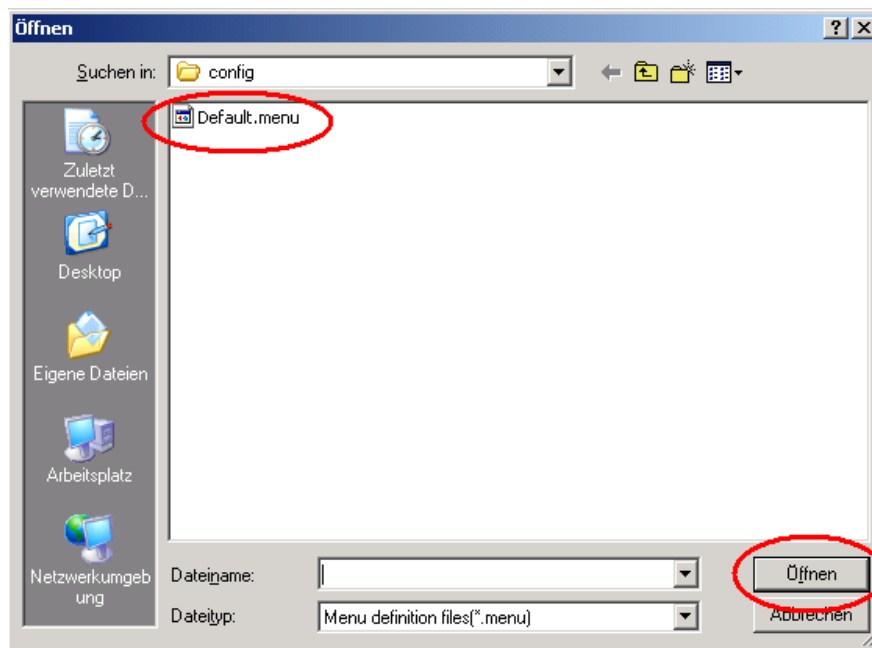 Öffnen
Suchen in: config
Default.menu
Zuletzt
verwendete D...
Desktop
Eigene Dateien
Arbeitsplatz
Netzwerkumgeb
ung
Dateiname:
Öffnen
Dateityp: Menu definition files(*.menu)
Abbrechen